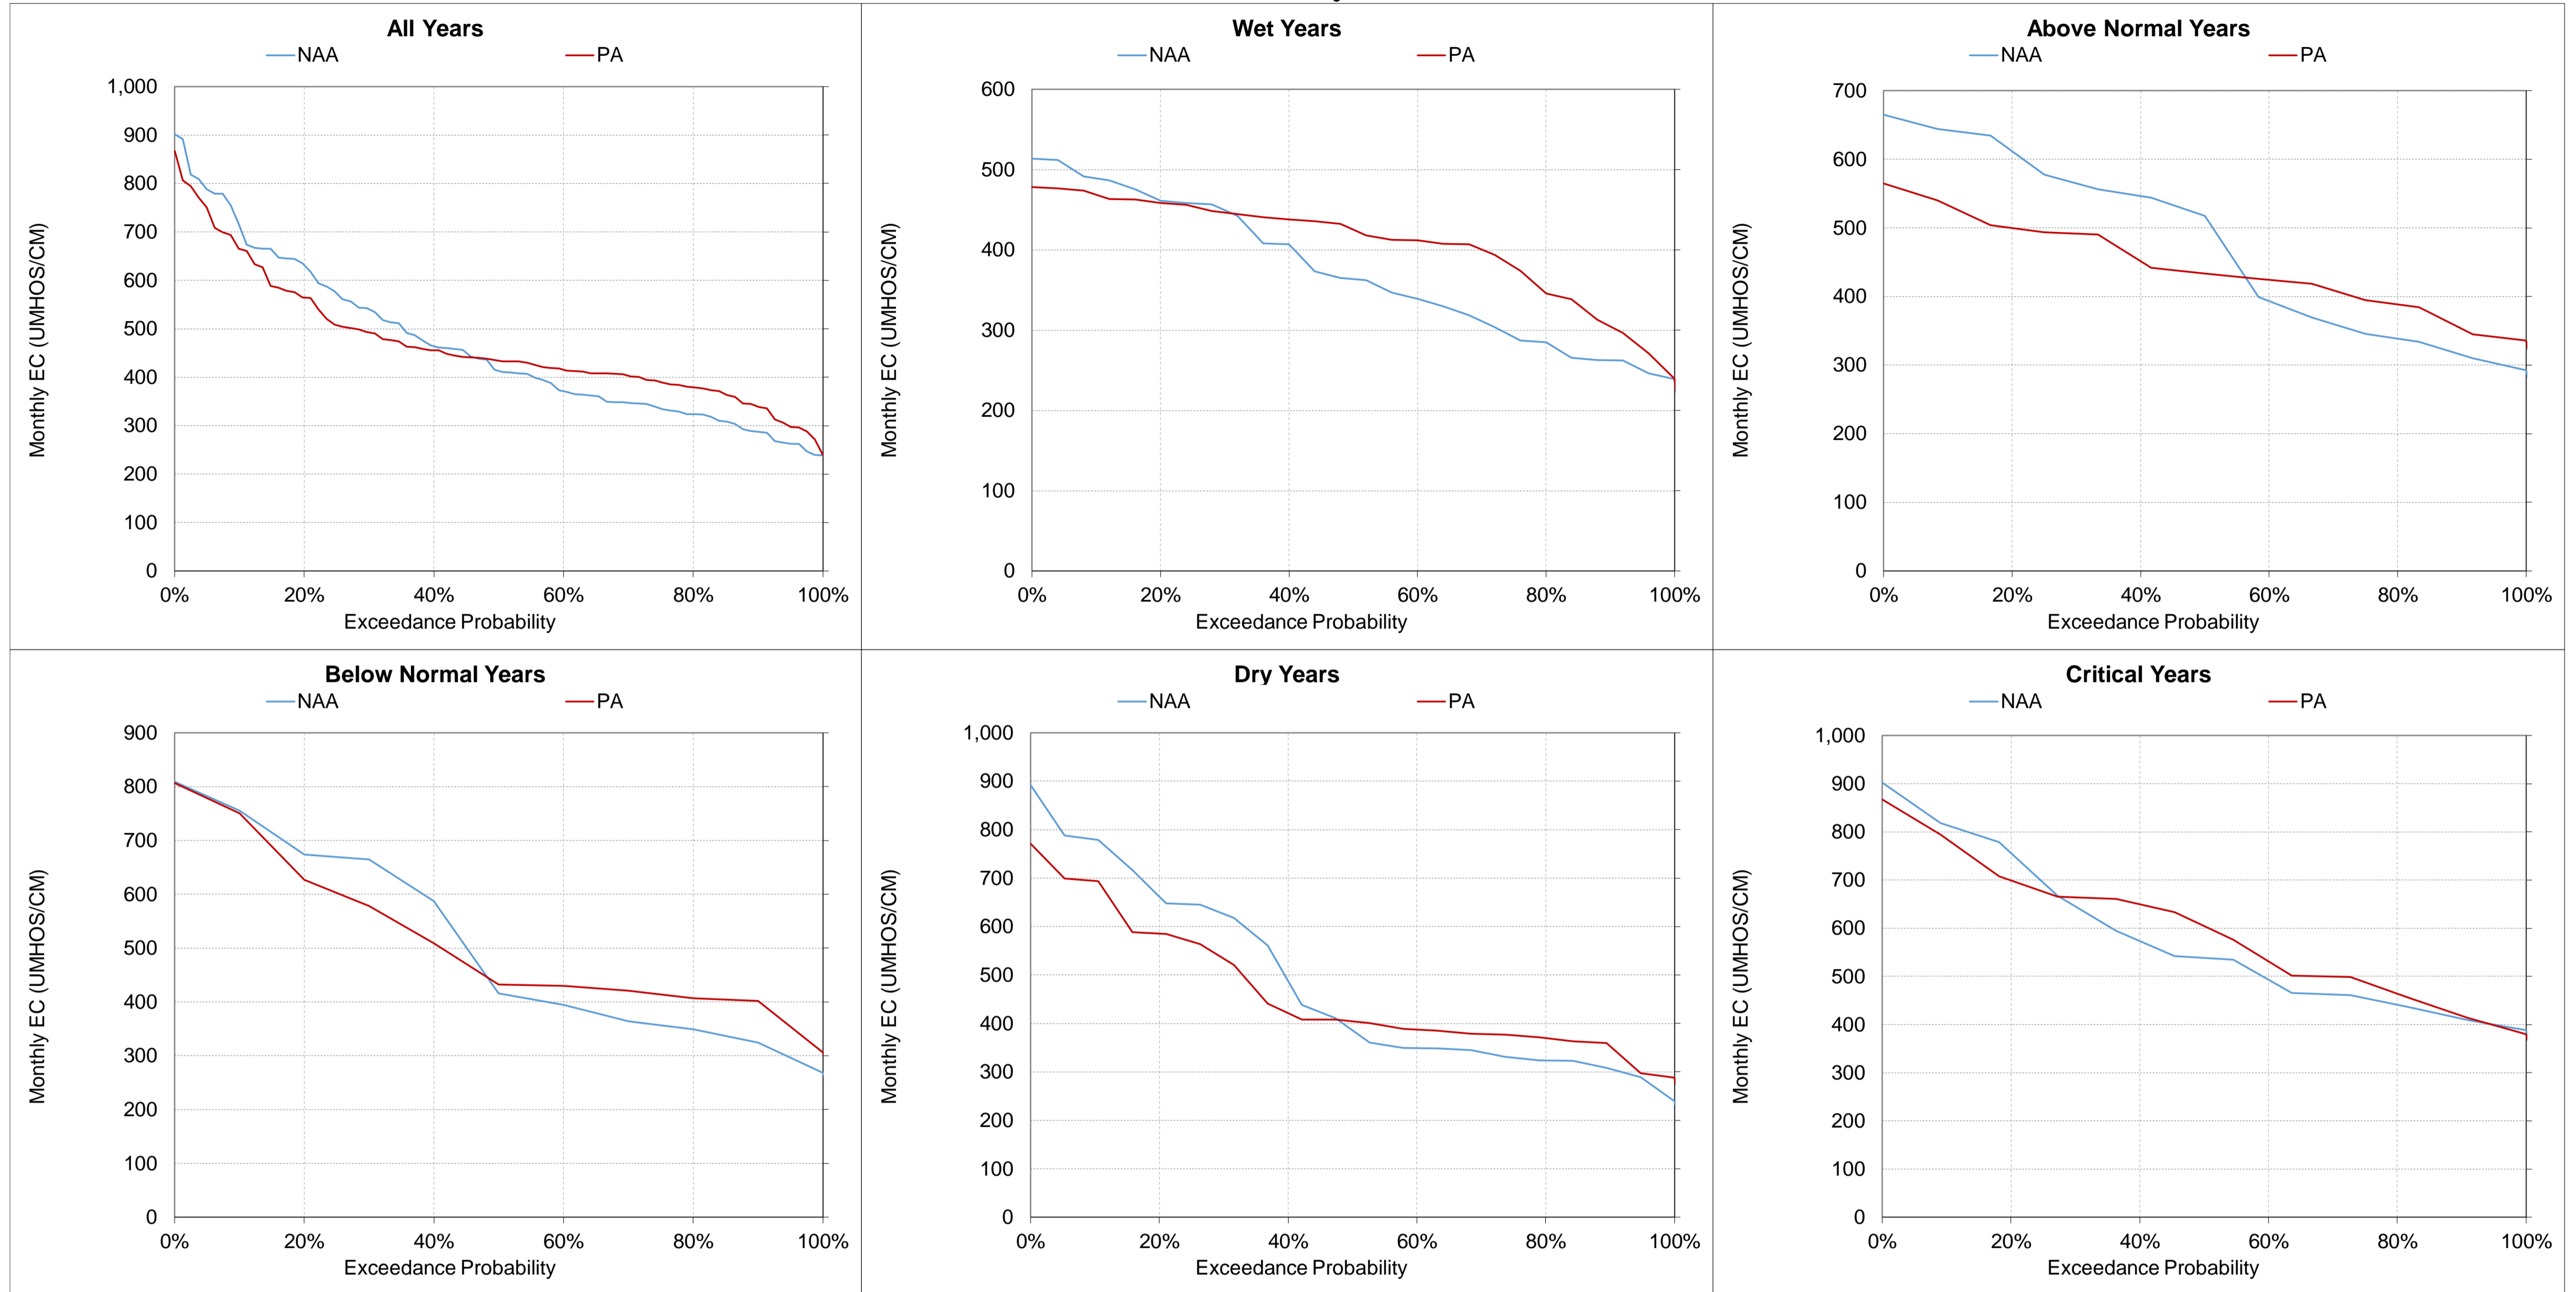 All Years
NAA PA
Monthly EC (UMHOS/CM)
1,000
900
800
700
600
500
400
300
200
100
0
0% 20% 40% 60% 80% 100%
Exceedance Probability
Wet Years
NAA PA
Monthly EC (UMHOS/CM)
600
500
400
300
200
100
0
0% 20% 40% 60% 80% 100%
Exceedance Probability
Above Normal Years
NAA PA
Monthly EC (UMHOS/CM)
700
600
500
400
300
200
100
0
0% 20% 40% 60% 80% 100%
Exceedance Probability
Below Normal Years
NAA PA
Monthly EC (UMHOS/CM)
900
800
700
600
500
400
300
200
100
0
0% 20% 40% 60% 80% 100%
Exceedance Probability
Dry Years
NAA PA
Monthly EC (UMHOS/CM)
1,000
900
800
700
600
500
400
300
200
100
0
0% 20% 40% 60% 80% 100%
Exceedance Probability
Critical Years
NAA PA
Monthly EC (UMHOS/CM)
1,000
900
800
700
600
500
400
300
200
100
0
0% 20% 40% 60% 80% 100%
Exceedance Probability